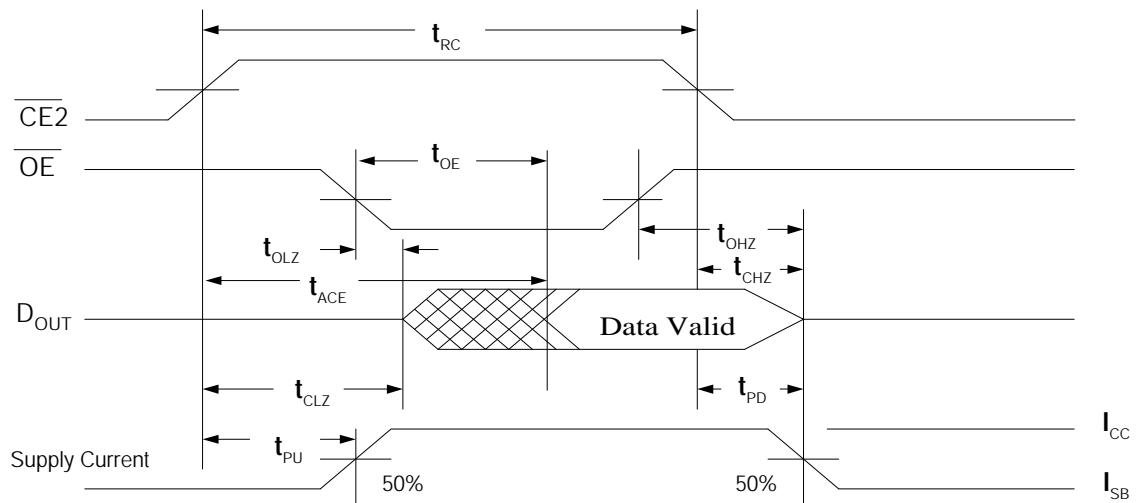 tRC
CE2
OE
tOE
tOLZ
tOHZ
tCHZ
tACE
DOUT
Data Valid
tCLZ
tPD
ICC
tPU
Supply Current
50%
50%
ISB